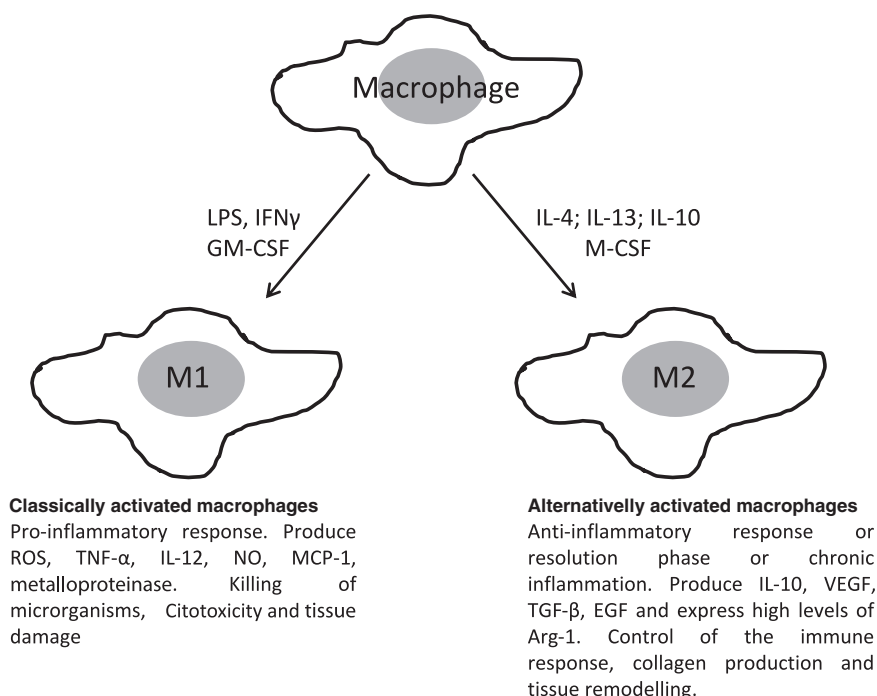 Macrophage
LPS, IFNγ
GM-CSF
IL-4; IL-13; IL-10
M-CSF
M1
M2
Classically activated macrophages
Pro-inflammatory response. Produce
ROS, TNF-α, IL-12, NO, MCP-1,
metalloproteinase. Killing of
microrganisms, Citotoxicity and tissue
damage
Alternativelly activated macrophages
Anti-inflammatory response or
resolution phase or chronic
inflammation. Produce IL-10, VEGF,
TGF-β, EGF and express high levels of
Arg-1. Control of the immune
response, collagen production and
tissue remodelling.